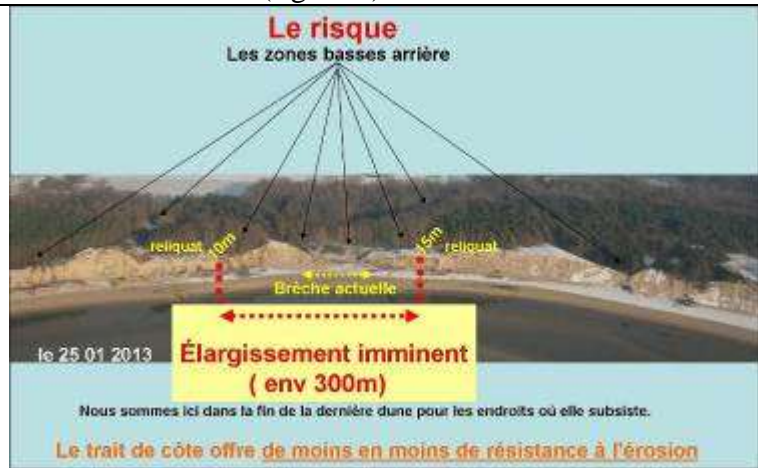 Le risque
Les zones basses arrière
reliquat 10m 15m reliquat
Brèche actuelle
le 25 01 2013
Élargissement imminent
( env 300m)
Nous sommes ici dans la fin de la dernière dune pour les endroits où elle subsiste.
Le trait de côte offre de moins en moins de résistance à l'érosion